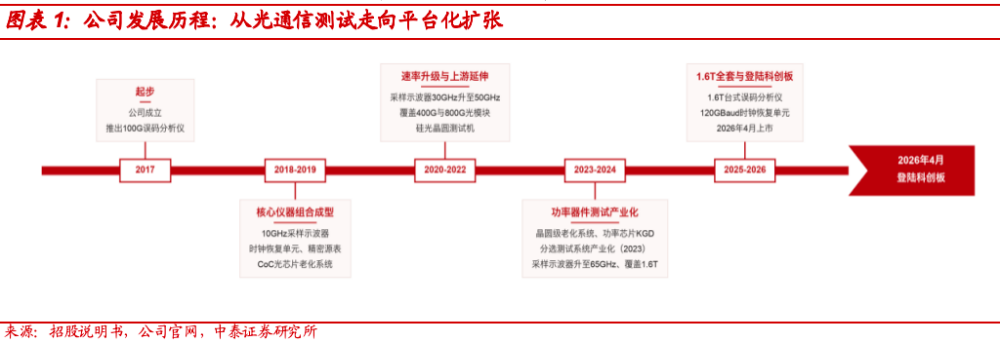 图表 1：公司发展历程：从光通信测试走向平台化扩张
起步
公司成立
推出100G误码分析仪
2017
2018-2019
核心仪器组合成型
10GHz采样示波器
时钟恢复单元、精密源表
CoC光芯片老化系统
速率升级与上游延伸
采样示波器30GHz升至50GHz
覆盖400G与800G光模块
硅光晶圆测试机
2020-2022
2023-2024
功率器件测试产业化
晶圆级老化系统、功率芯片KGD
分选测试系统产业化（2023）
采样示波器升至65GHz、覆盖1.6T
1.6T全套与登陆科创板
1.6T台式误码分析仪
120GBaud时钟恢复单元
2026年4月上市
2025-2026
2026年4月
登陆科创板
来源：招股说明书，公司官网，中泰证券研究所